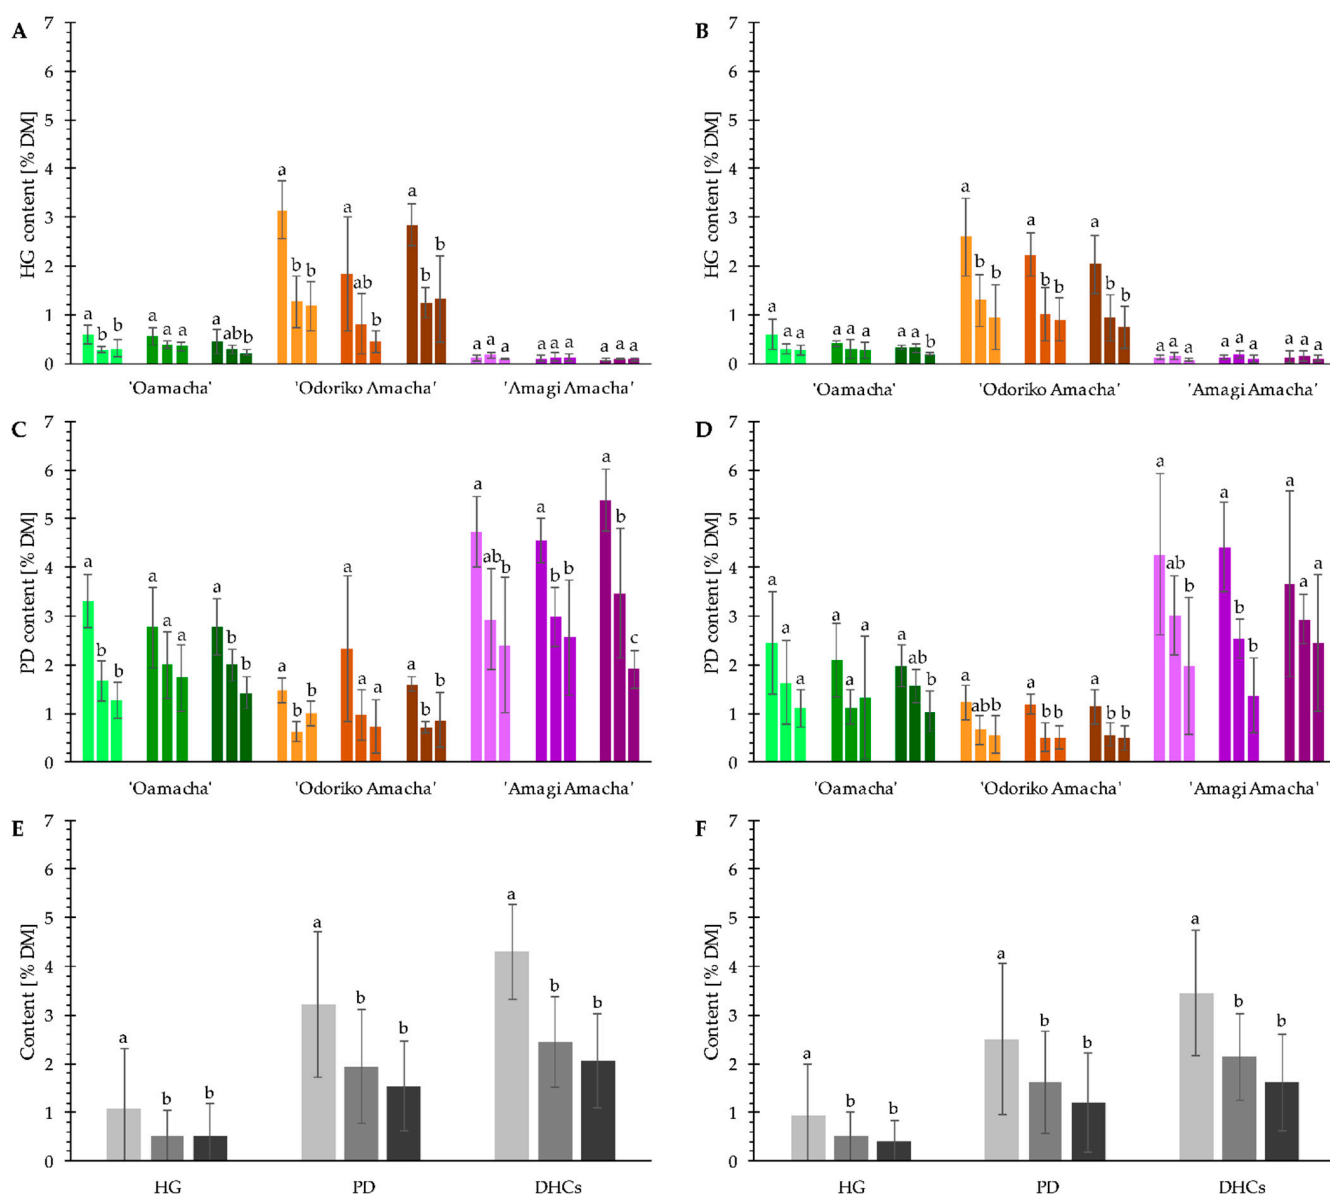 A
HG content [% DM]
7
6
5
4
3
2
1
0
a b b
a a a
a ab b
a b b
a ab b
a b b
a a a
a a a
a a a
'Oamacha' 'Odoriko Amacha' 'Amagi Amacha'
B
HG content [% DM]
7
6
5
4
3
2
1
0
a a a
a a a
a a b
a b b
a b b
a b b
a a a
a a a
a a a
'Oamacha' 'Odoriko Amacha' 'Amagi Amacha'
C
PD content [% DM]
7
6
5
4
3
2
1
0
a b b
a a a
a b b
a b b
a a a
a b b
a ab b
a b b
a b c
'Oamacha' 'Odoriko Amacha' 'Amagi Amacha'
D
PD content [% DM]
7
6
5
4
3
2
1
0
a a a
a a a
a ab b
a ab b
a b b
a b b
a ab b
a b b
a a a
'Oamacha' 'Odoriko Amacha' 'Amagi Amacha'
E
Content [% DM]
7
6
5
4
3
2
1
0
a b b
a b b
a b b
HG PD DHCs
F
Content [% DM]
7
6
5
4
3
2
1
0
a b b
a b b
a b b
HG PD DHCs